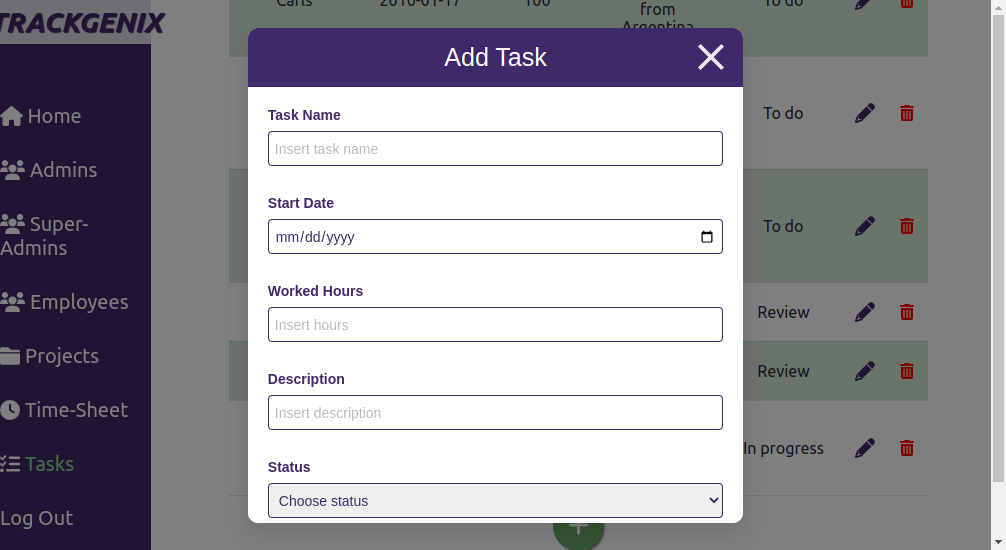 TRACKGENIX
Home
Admins
Super-
Admins
Employees
Projects
Time-Sheet
Tasks
Log Out
Carls 2010-01-17 100 from To do
Argentina
Add Task
Task Name
Insert task name
Start Date
mm/dd/yyyy
Worked Hours
Insert hours
Description
Insert description
Status
Choose status
To do
To do
Review
Review
In progress